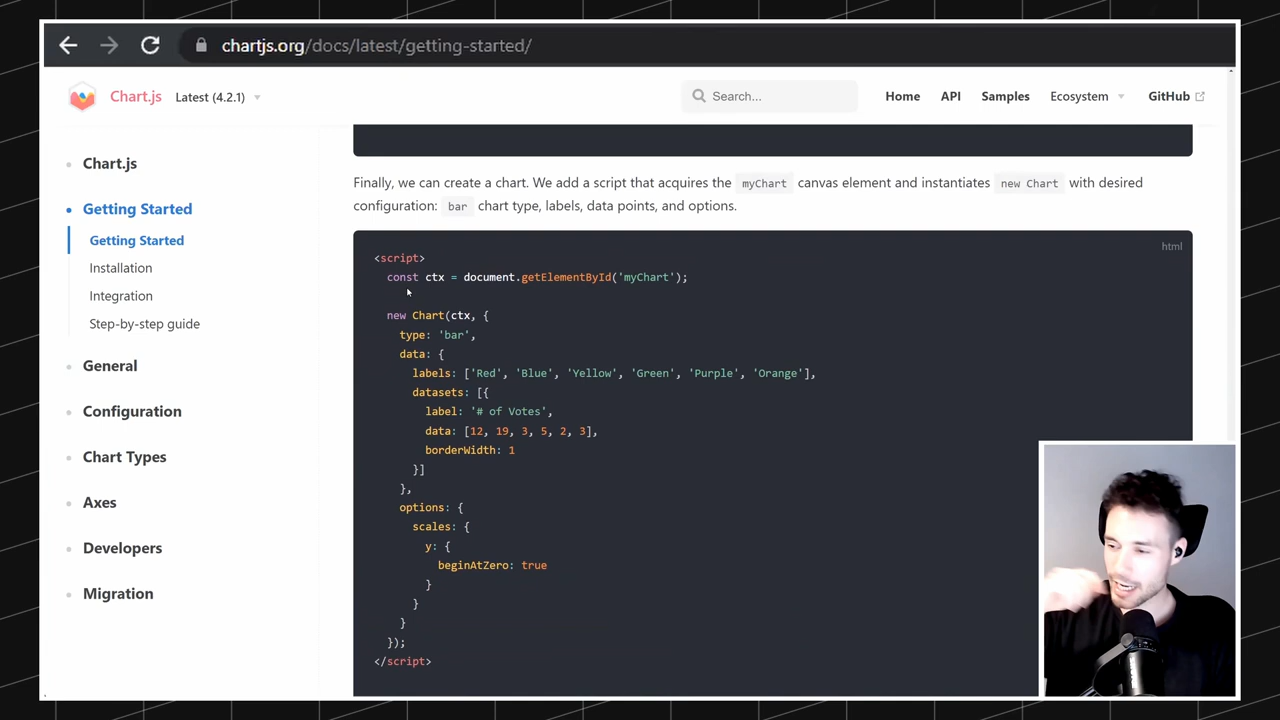 chartjs.org/docs/latest/getting-started/
Chart.js
Latest (4.2.1)
Search...
Home
API
Samples
Ecosystem
GitHub
Chart.js
Getting Started
Getting Started
Installation
Integration
Step-by-step guide
General
Configuration
Chart Types
Axes
Developers
Migration
Finally, we can create a chart. We add a script that acquires the myChart canvas element and instantiates new Chart with desired
configuration: bar chart type, labels, data points, and options.
html
<script>
const ctx = document.getElementById('myChart');
new Chart(ctx, {
type: 'bar',
data: {
labels: ['Red', 'Blue', 'Yellow', 'Green', 'Purple', 'Orange'],
datasets: [{
label: '# of Votes',
data: [12, 19, 3, 5, 2, 3],
borderWidth: 1
}]
},
options: {
scales: {
y: {
beginAtZero: true
}
}
}
});
</script>